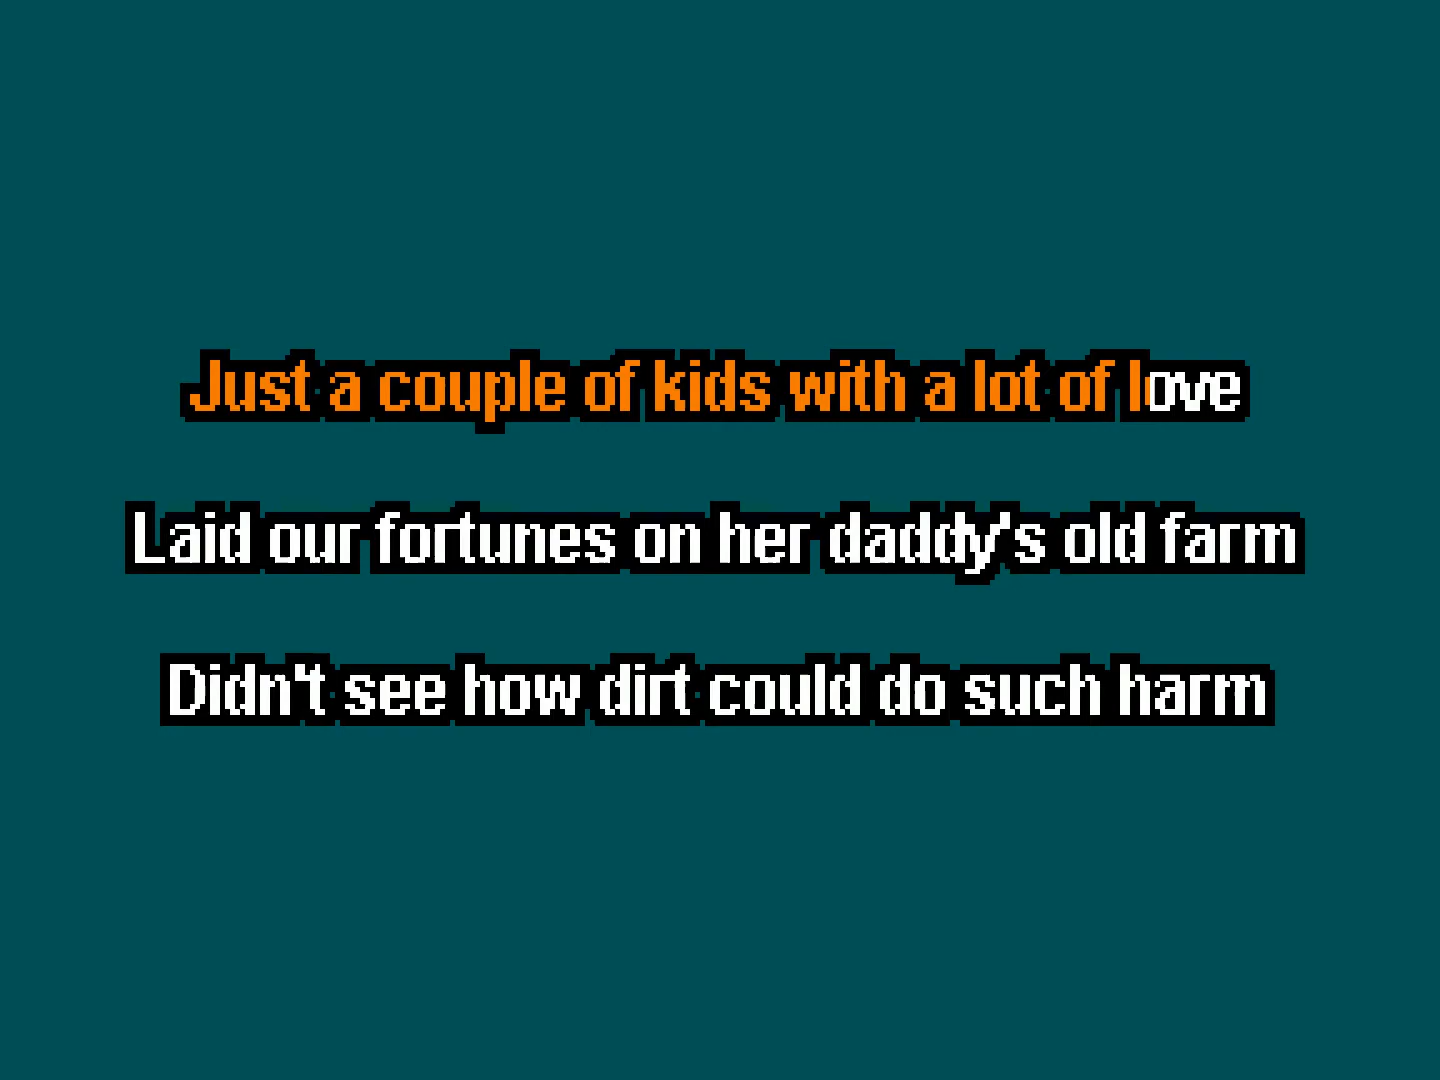 Just a couple of kids with a lot of love
Laid our fortunes on her daddy's old farm
Didn't see how dirt could do such harm